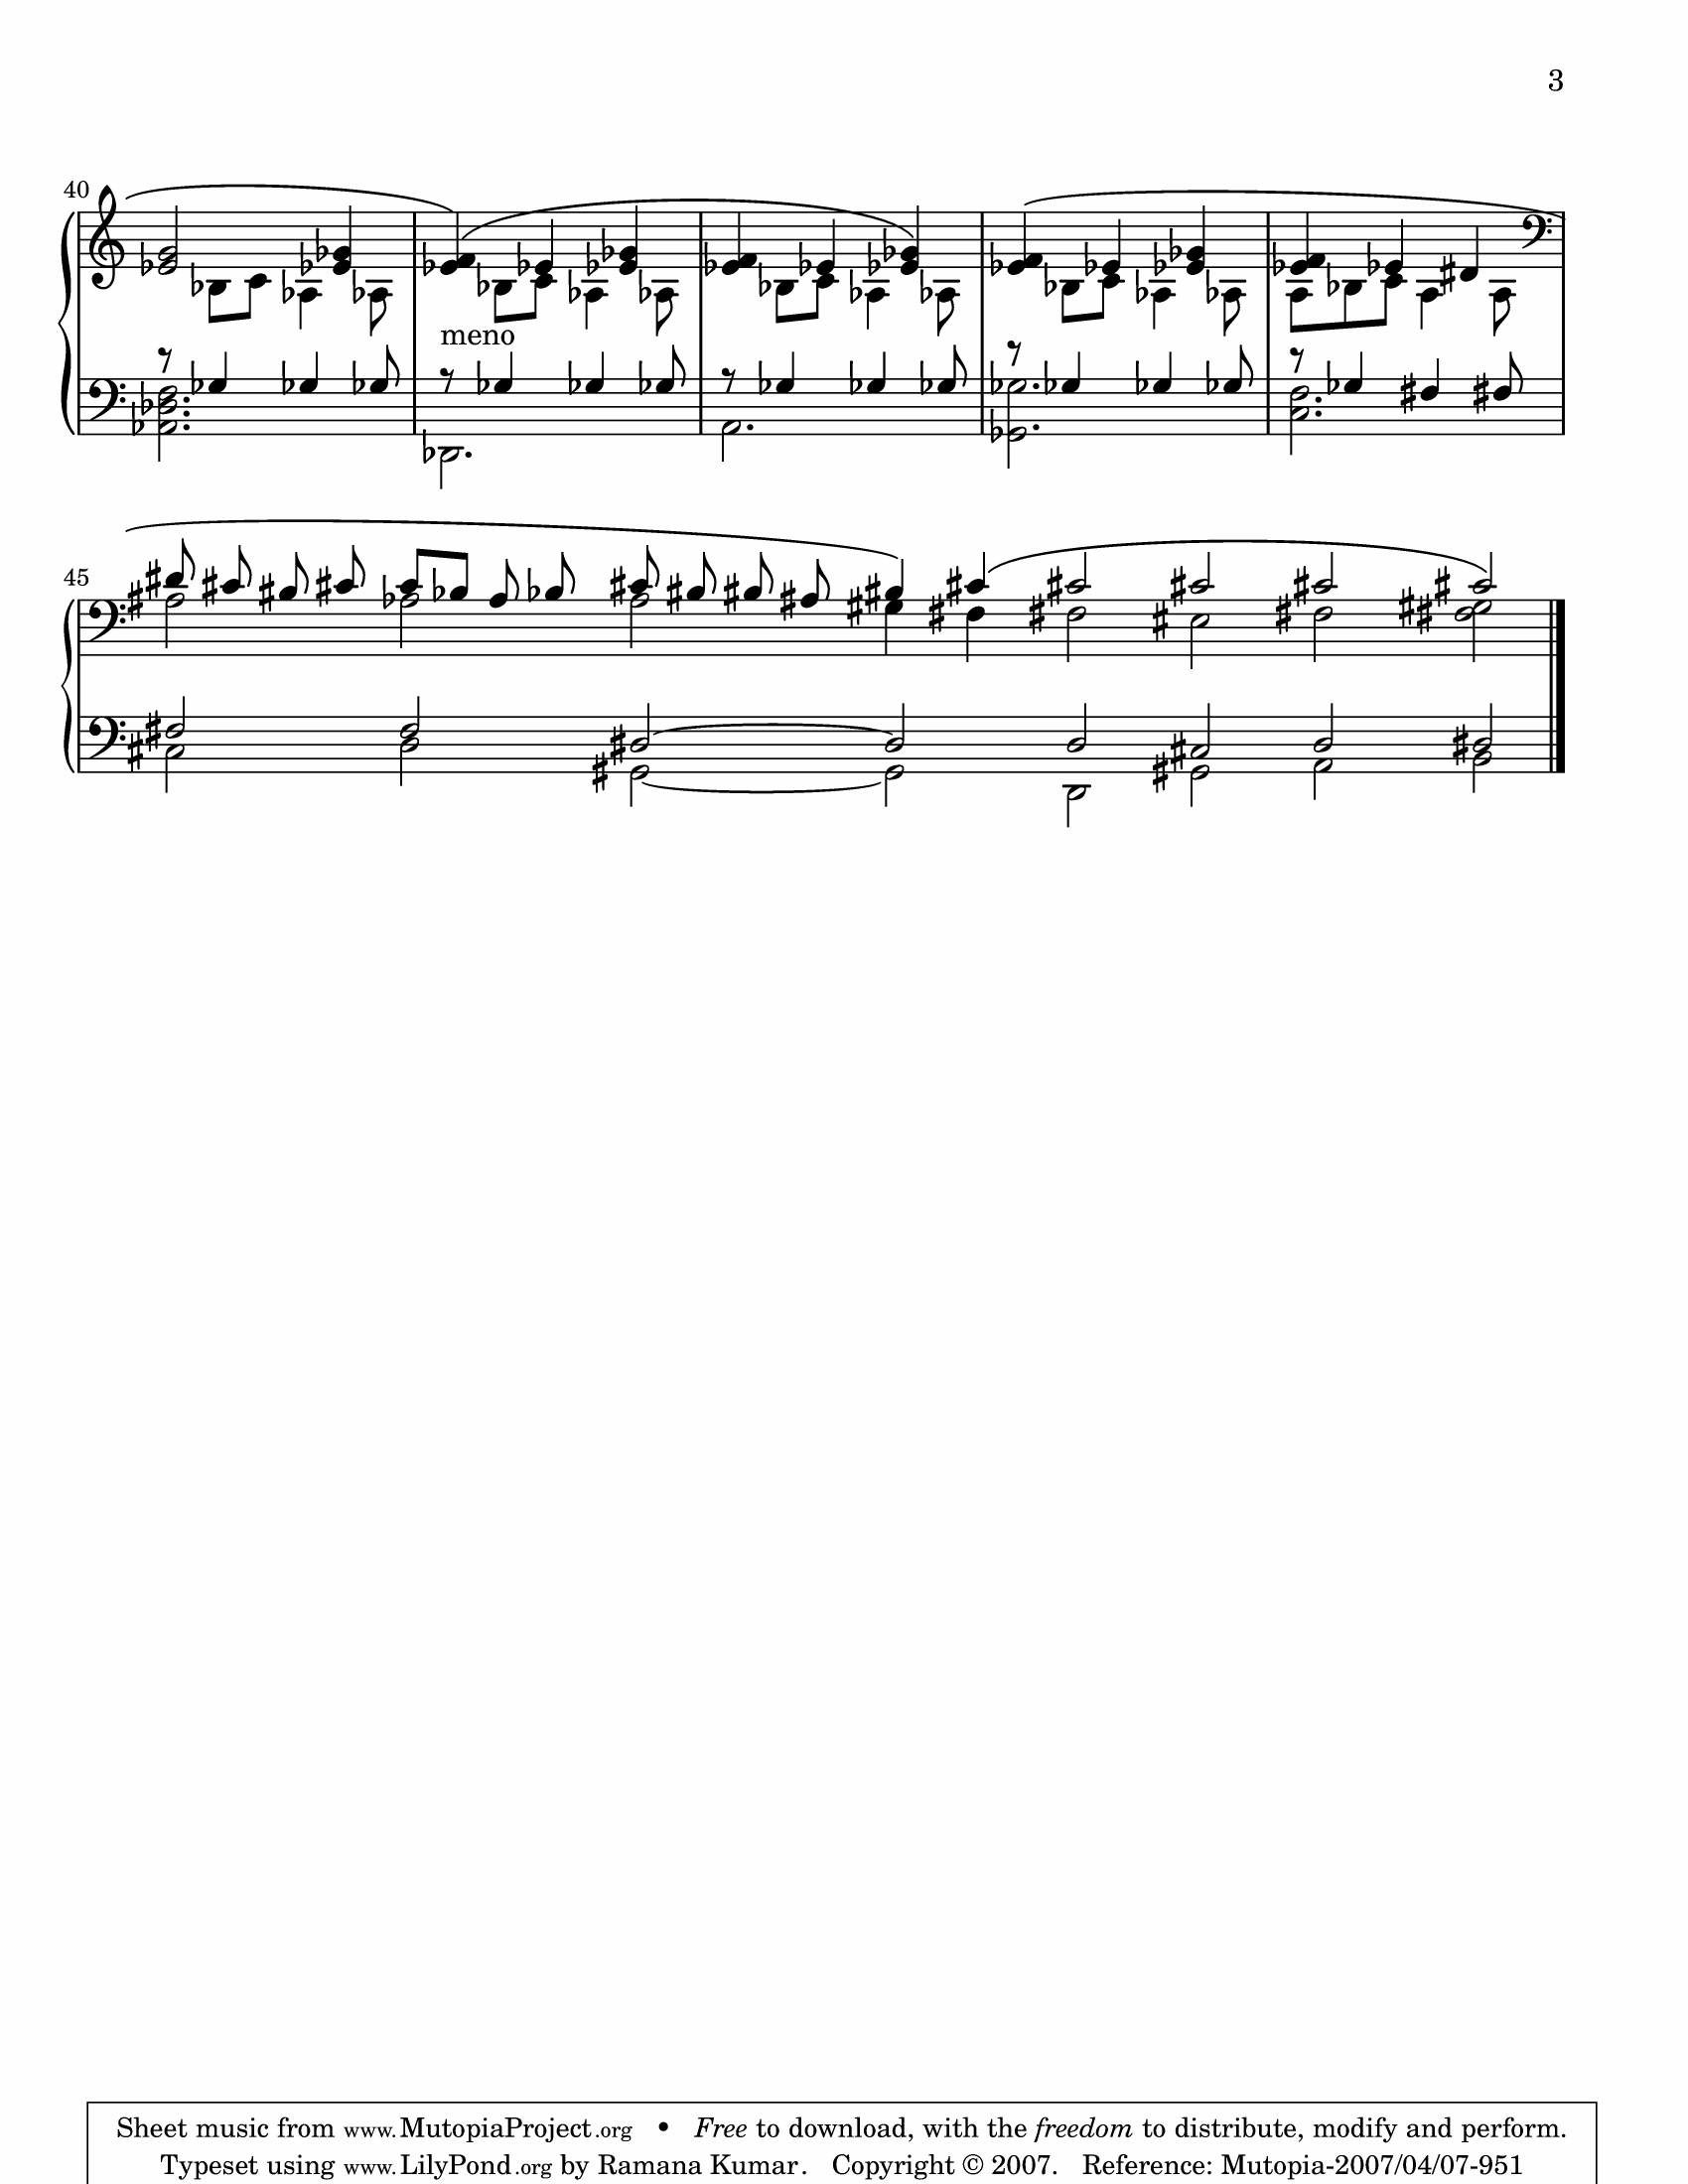 3
40
meno
45
Sheet music from www.MutopiaProject.org • Free to download, with the freedom to distribute, modify and perform.
Typeset using www.LilyPond.org by Ramana Kumar. Copyright © 2007. Reference: Mutopia-2007/04/07-951